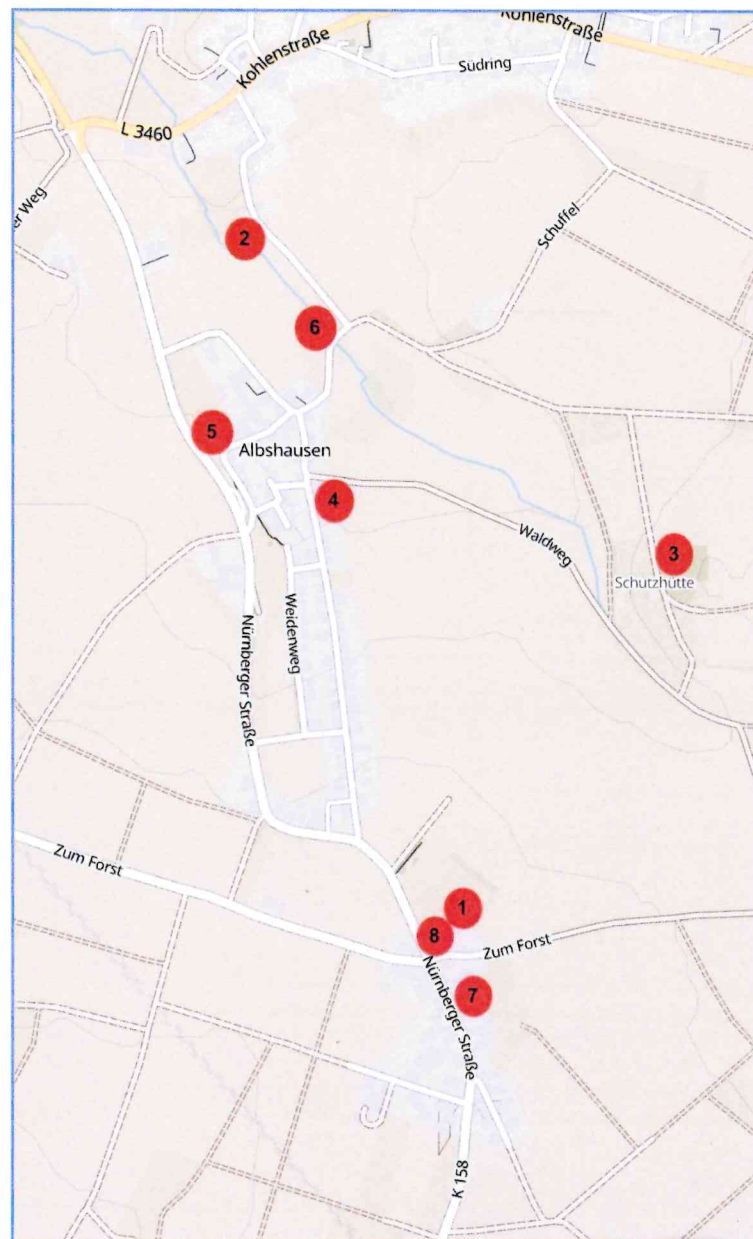 Kohlenstraße
Kohlenstraße
Südring
L 3460
er Weg
Schuffel
2
6
5
Albshausen
4
Waldweg
3
Schutzhütte
Weidenweg
Nürnberger Straße
Zum Forst
1
8
Zum Forst
7
Nürnberger Straße
K 158